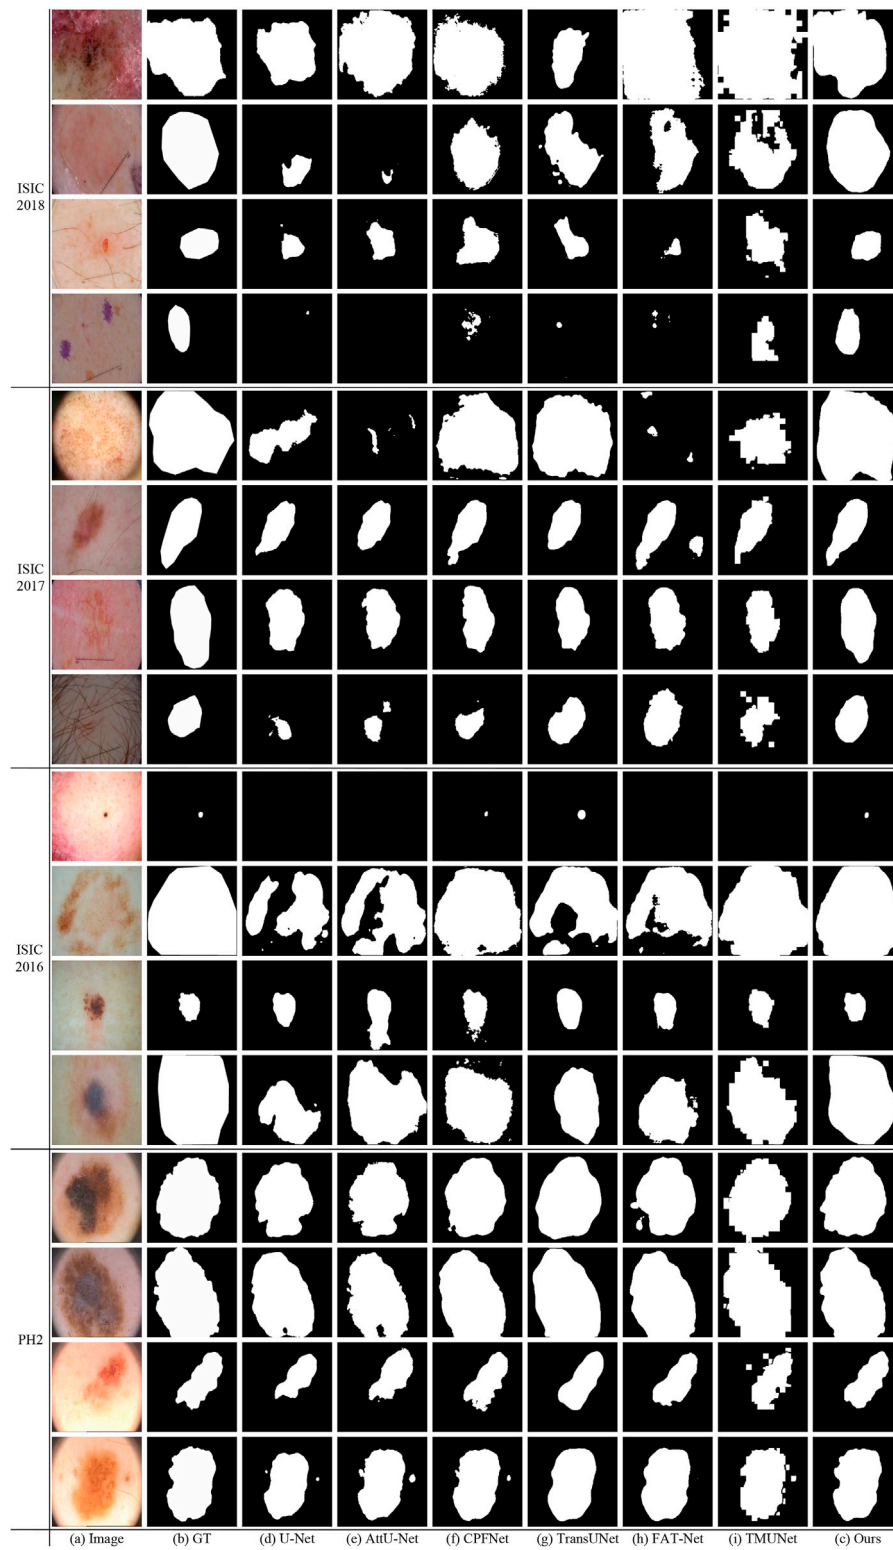 ISIC
2018
ISIC
2017
ISIC
2016
PH2
(a) Image (b) GT (d) U-Net (e) AttU-Net (f) CPFNet (g) TransUNet (h) FAT-Net (i) TMUNet (c) Ours